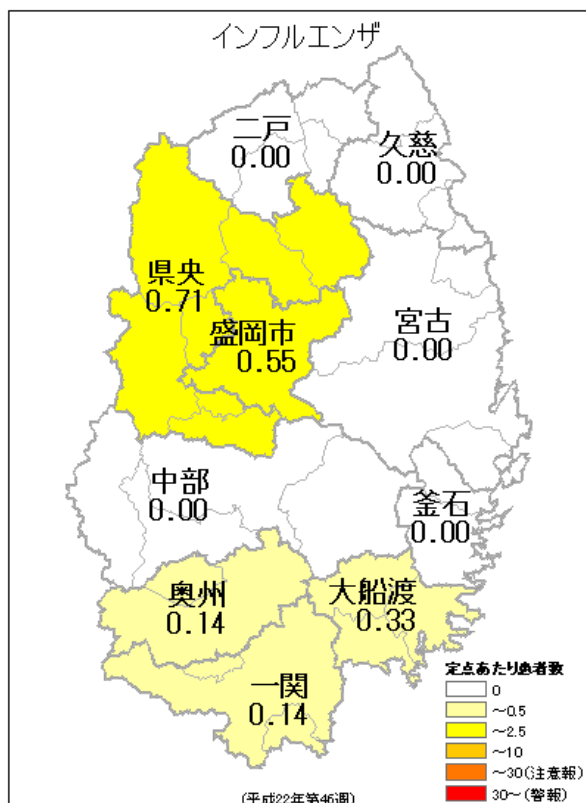 インフルエンザ
二戸
0.00
久慈
0.00
県央
0.71
盛岡市
0.55
宮古
0.00
中部
0.00
釜石
0.00
奥州
0.14
大船渡
0.33
一関
0.14
定点あたり患者数
0
～0.5
～2.5
～10
～30(注意報)
30～(警報)
(平成22年第46週)